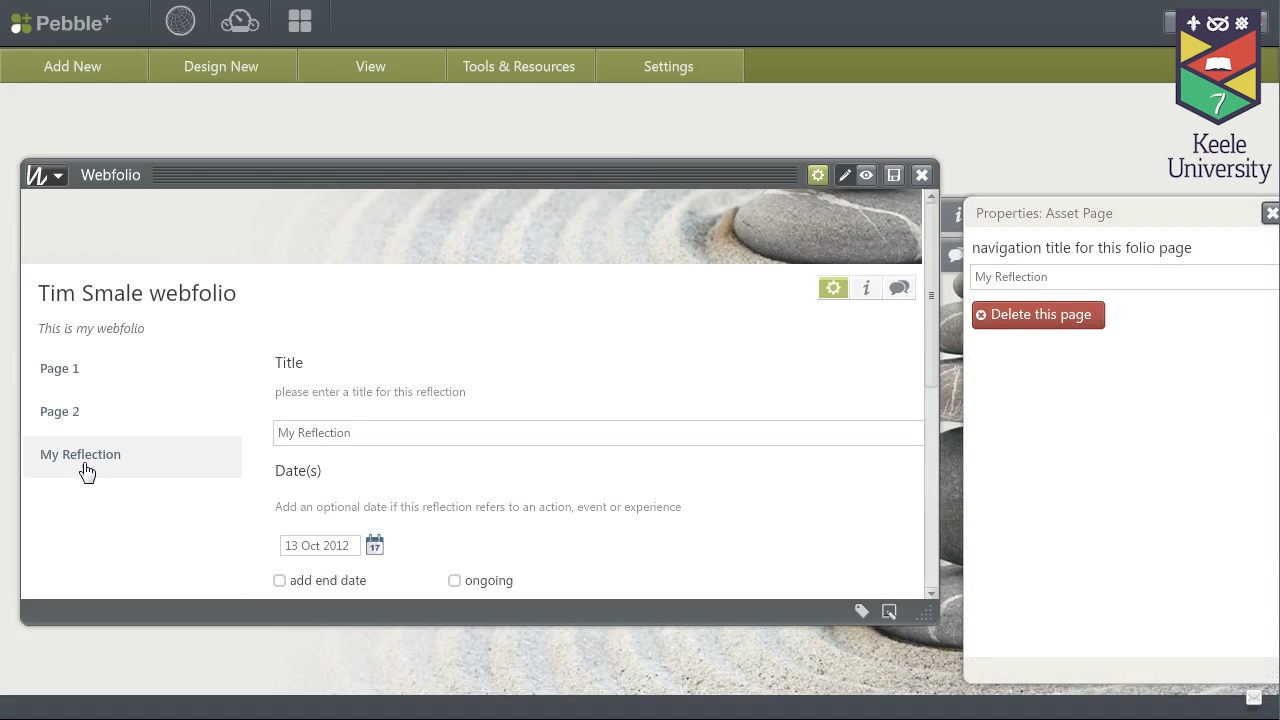 Pebble+
Add New
Design New
View
Tools & Resources
Settings
Keele
University
Webfolio
Tim Smale webfolio
This is my webfolio
Page 1
Page 2
My Reflection
Title
please enter a title for this reflection
My Reflection
Date(s)
Add an optional date if this reflection refers to an action, event or experience
13 Oct 2012
17
add end date
ongoing
Properties: Asset Page
navigation title for this folio page
My Reflection
Delete this page